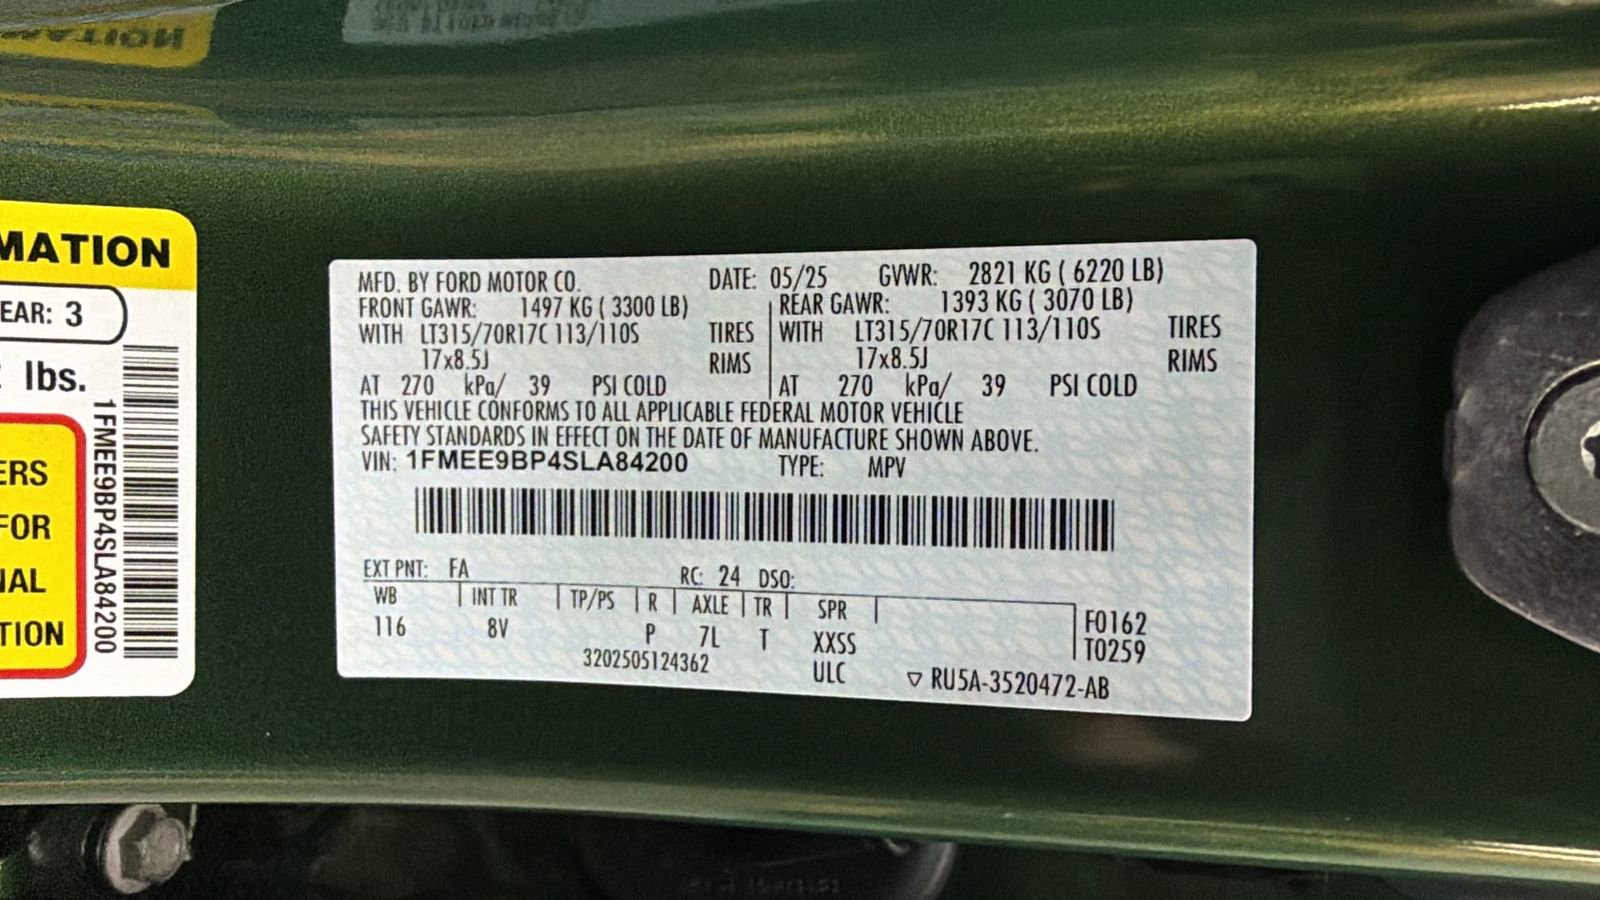 MATION
EAR: 3
lbs.
ERS
FOR
NAL
TION
1FMEE9BP4SLA84200
MFD. BY FORD MOTOR CO. DATE: 05/25 GVWR: 2821 KG ( 6220 LB)
FRONT GAWR: 1497 KG ( 3300 LB) REAR GAWR: 1393 KG ( 3070 LB)
WITH LT315/70R17C 113/110S TIRES WITH LT315/70R17C 113/110S TIRES
17x8.5J RIMS 17x8.5J RIMS
AT 270 kPa/ 39 PSI COLD AT 270 kPa/ 39 PSI COLD
THIS VEHICLE CONFORMS TO ALL APPLICABLE FEDERAL MOTOR VEHICLE
SAFETY STANDARDS IN EFFECT ON THE DATE OF MANUFACTURE SHOWN ABOVE.
VIN: 1FMEE9BP4SLA84200 TYPE: MPV
EXT PNT: FA RC: 24 DSO:
WB INT TR TP/PS R AXLE TR SPR F0162
116 8V P 7L T XXSS T0259
3202505124362 ULC ▽ RU5A-3520472-AB